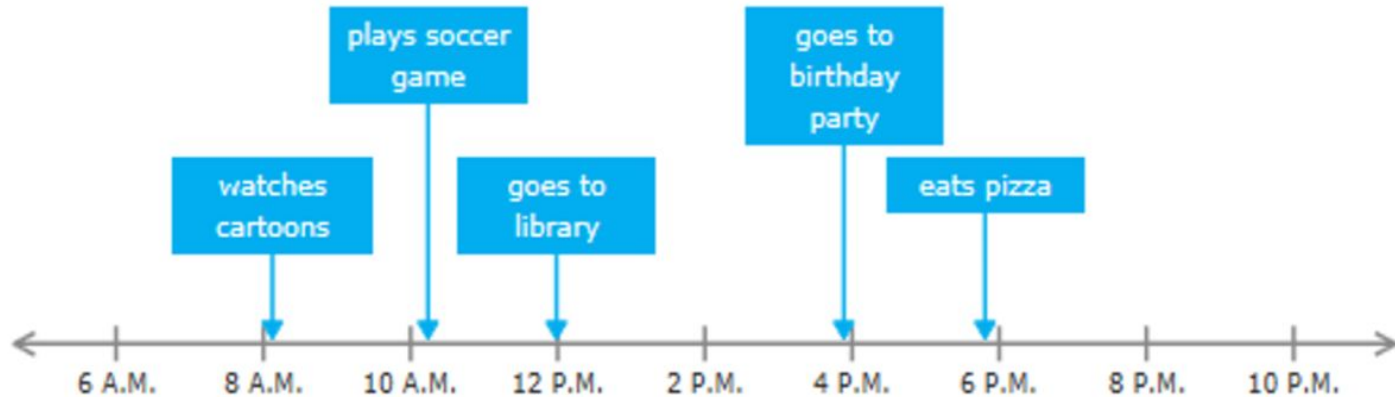 plays soccer
game
goes to
birthday
party
watches
cartoons
goes to
library
eats pizza
6 A.M.
8 A.M.
10 A.M.
12 P.M.
2 P.M.
4 P.M.
6 P.M.
8 P.M.
10 P.M.